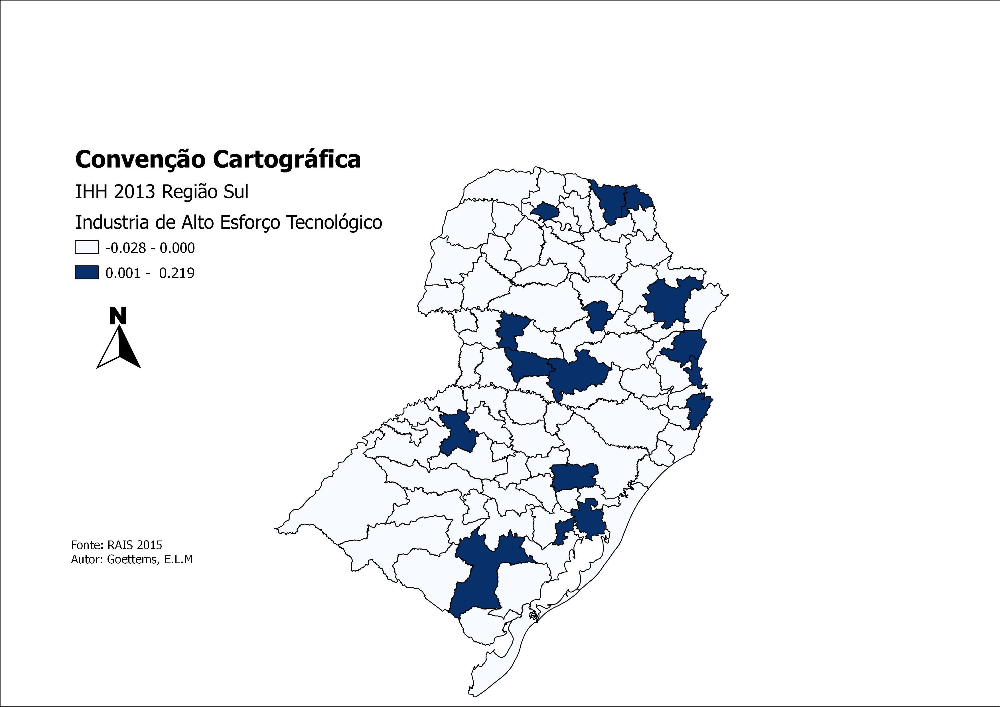 Convenção Cartográfica
IHH 2013 Região Sul
Industria de Alto Esforço Tecnológico
-0.028 - 0.000
0.001 -  0.219
N
Fonte: RAIS 2015
Autor: Goettems, E.L.M